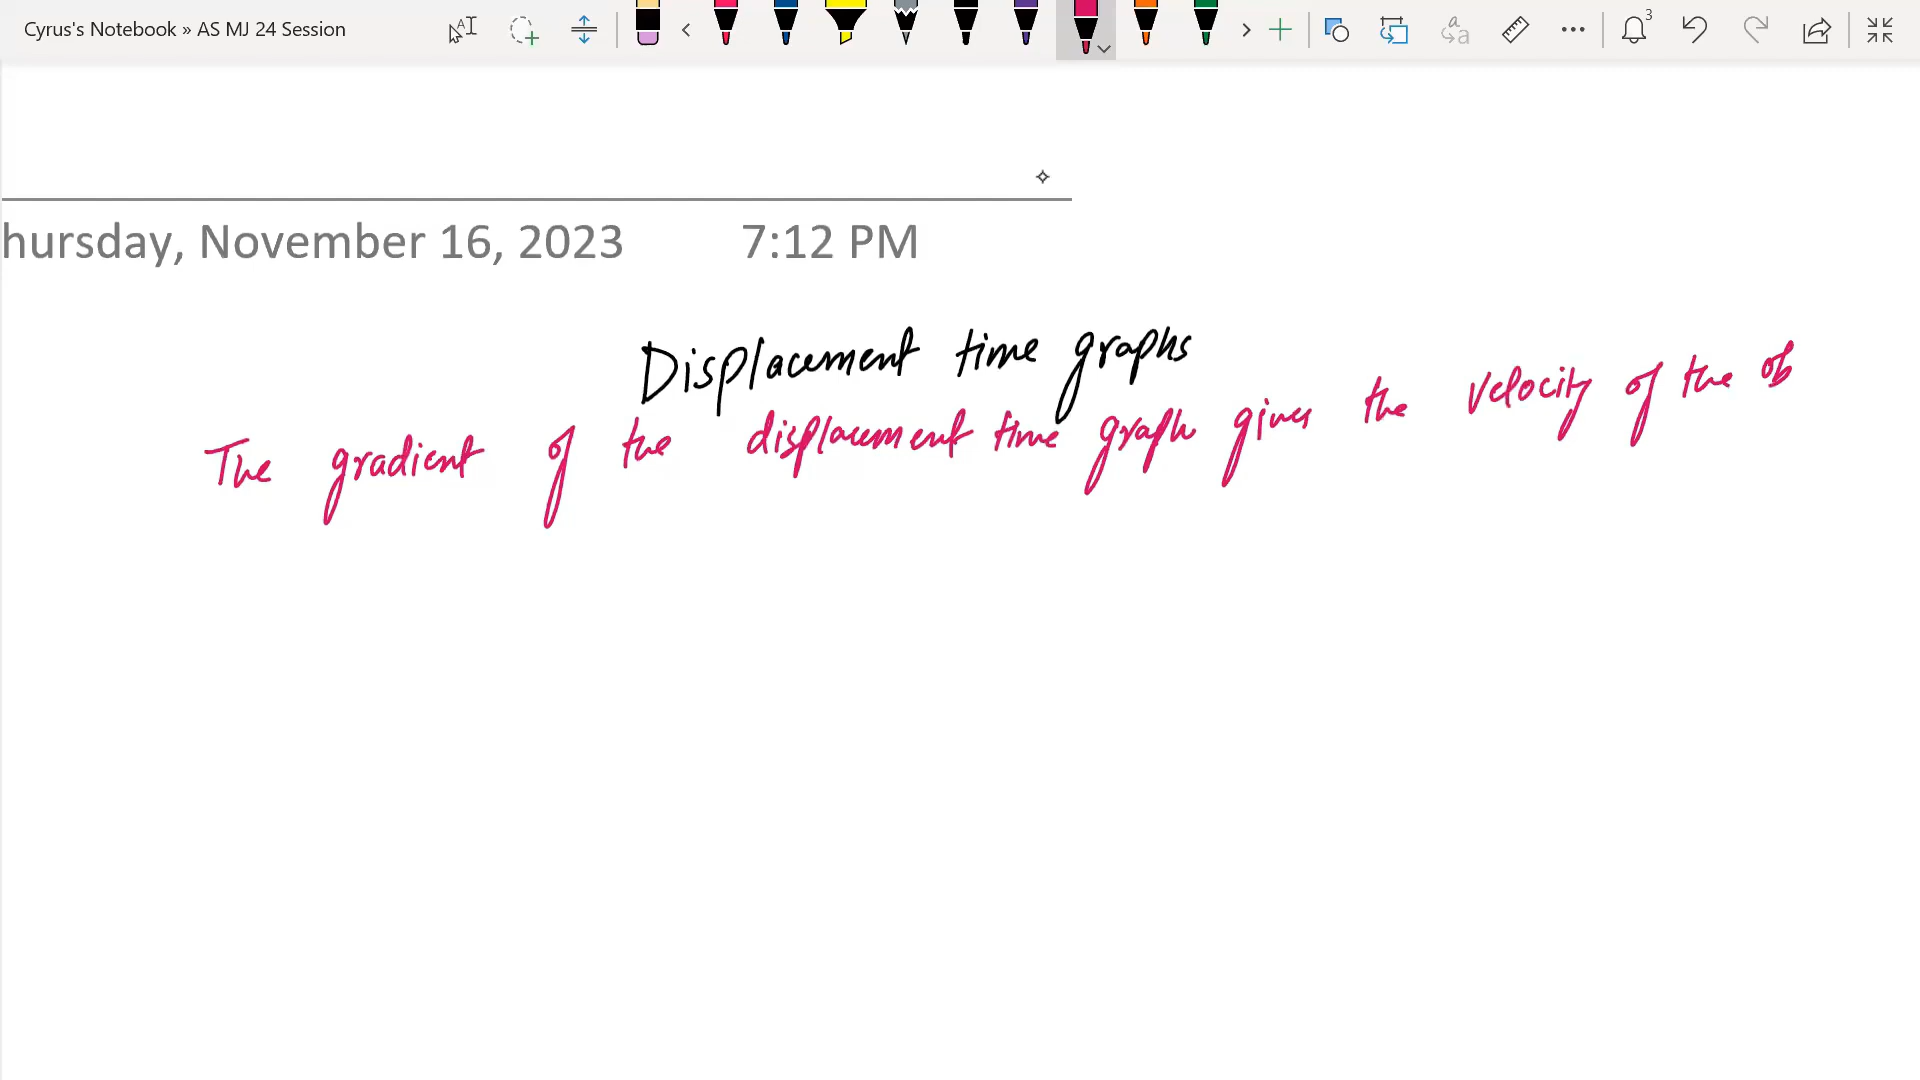 Cyrus's Notebook » AS MJ 24 Session
3
hursday, November 16, 2023 7:12 PM
Displacement time graphs
The gradient of the displacement time graph gives the velocity of the ob